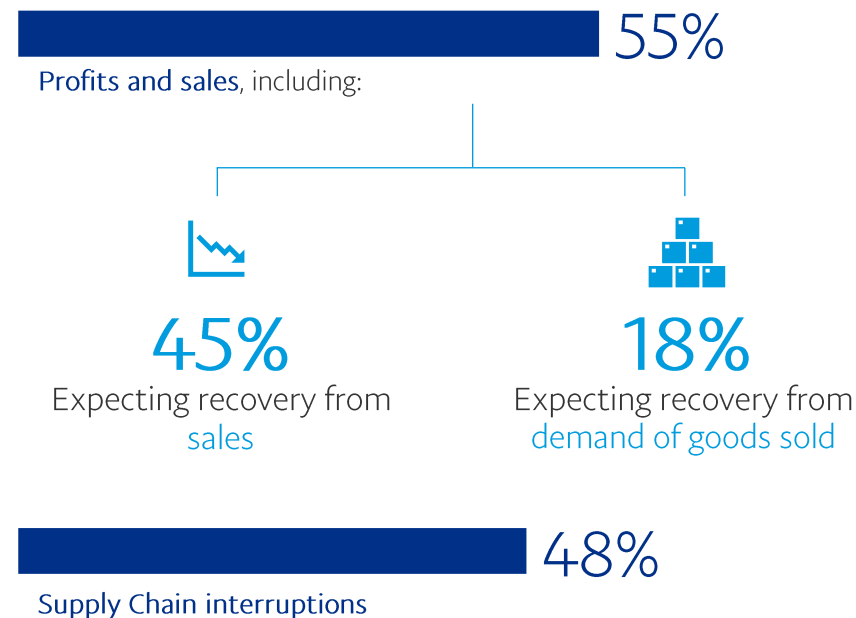 55%
Profits and sales, including:
45%
Expecting recovery from
sales
18%
Expecting recovery from
demand of goods sold
48%
Supply Chain interruptions